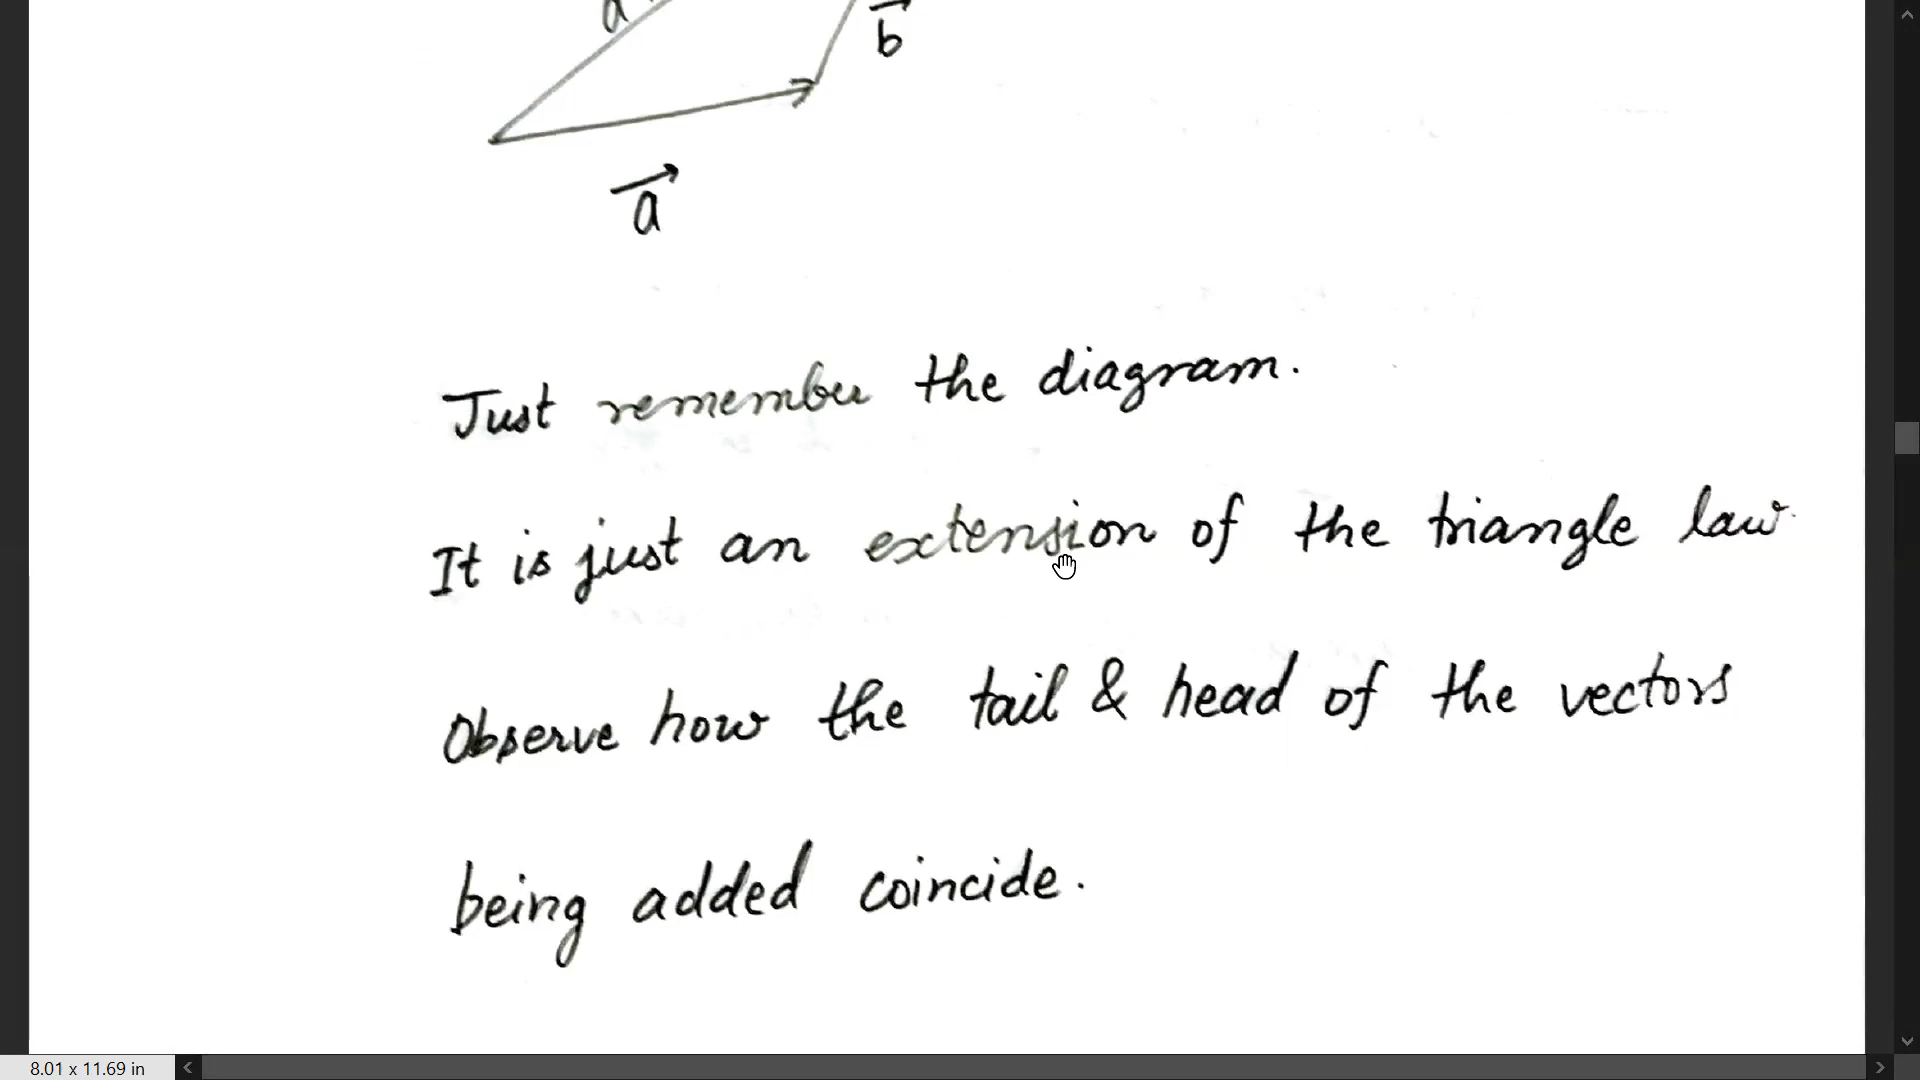 a
b
a
Just remember the diagram.
It is just an extension of the triangle law.
Observe how the tail & head of the vectors
being added coincide.
8.01 x 11.69 in